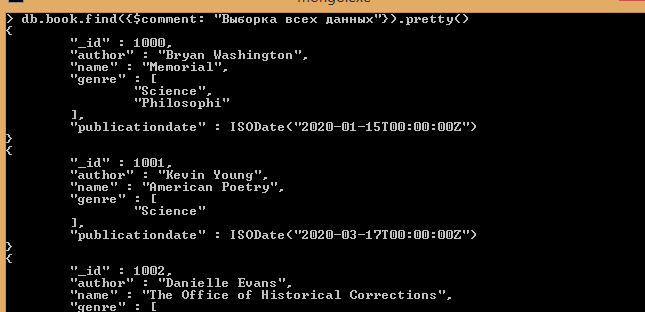 mongo.exe
> db.book.find({$comment: "Выборка всех данных"}).pretty()
{
"_id" : 1000,
"author" : "Bryan Washington",
"name" : "Memorial",
"genre" : [
"Science",
"Philosophi"
],
"publicationdate" : ISODate("2020-01-15T00:00:00Z")
}
{
"_id" : 1001,
"author" : "Kevin Young",
"name" : "American Poetry",
"genre" : [
"Science"
],
"publicationdate" : ISODate("2020-03-17T00:00:00Z")
}
{
"_id" : 1002,
"author" : "Danielle Evans",
"name" : "The Office of Historical Corrections",
"genre" : [